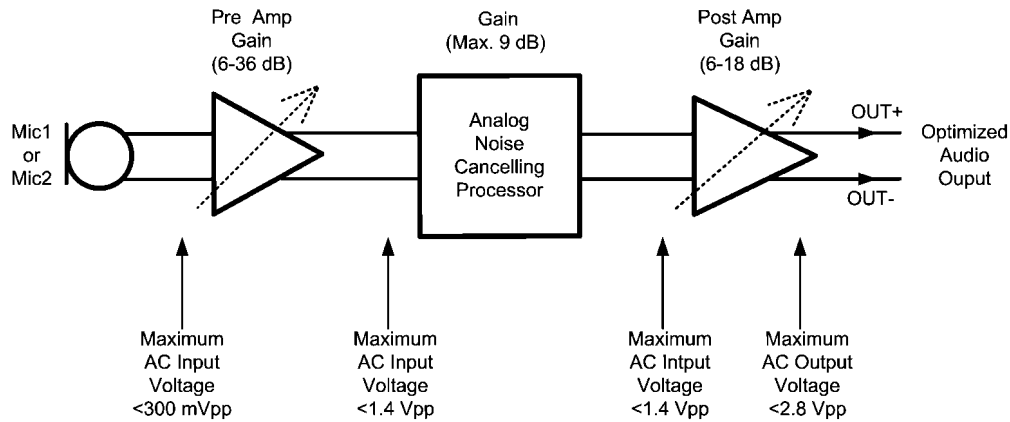 Pre Amp
Gain
(6-36 dB)
Gain
(Max. 9 dB)
Post Amp
Gain
(6-18 dB)
Mic1
or
Mic2
Analog
Noise
Cancelling
Processor
OUT+
OUT-
Optimized
Audio
Ouput
Maximum
AC Input
Voltage
<300 mVpp
Maximum
AC Input
Voltage
<1.4 Vpp
Maximum
AC Intput
Voltage
<1.4 Vpp
Maximum
AC Output
Voltage
<2.8 Vpp